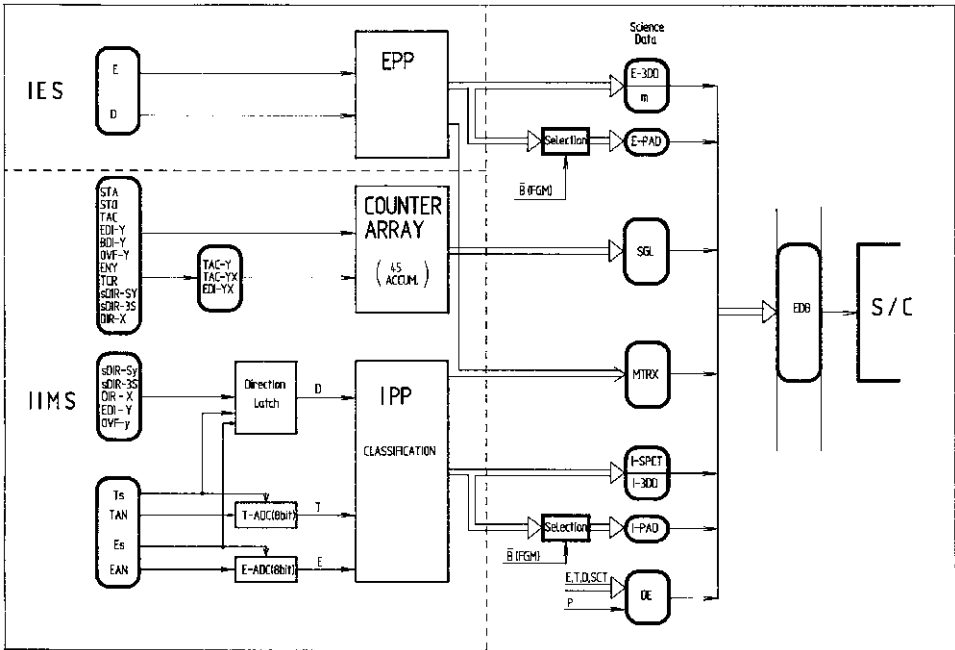 Science
Data
IES
E
D
EPP
E-3DD
m
Selection
E-PAD
B̄ (FGM)
STA
STO
TAC
EDI-Y
BDI-Y
OVF-Y
ENY
TCR
sDIR-SY
sDIR-3S
DIR-X
TAC-Y
TAC-YX
EDI-YX
COUNTER
ARRAY
( 45
ACCUM. )
SGL
EDB
S/C
IIMS
sDIR-Sy
sDIR-3S
DIR-X
EDI-Y
OVF-y
Direction
Latch
D
IPP
CLASSIFICATION
MTRX
I-SPCT
I-3DD
Ts
TAN
Es
EAN
T-ADC(8bit)
T
E-ADC(8bit)
E
Selection
I-PAD
B̄ (FGM)
E,T,D,SCT
P
DE